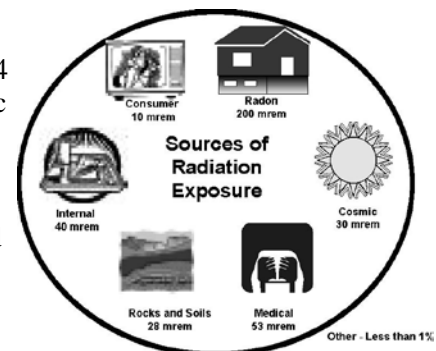 4
c
Consumer
10 mrem
Radon
200 mrem
Sources of
Radiation
Exposure
Internal
40 mrem
Cosmic
30 mrem
Rocks and Soils
28 mrem
Medical
53 mrem
Other - Less than 1%